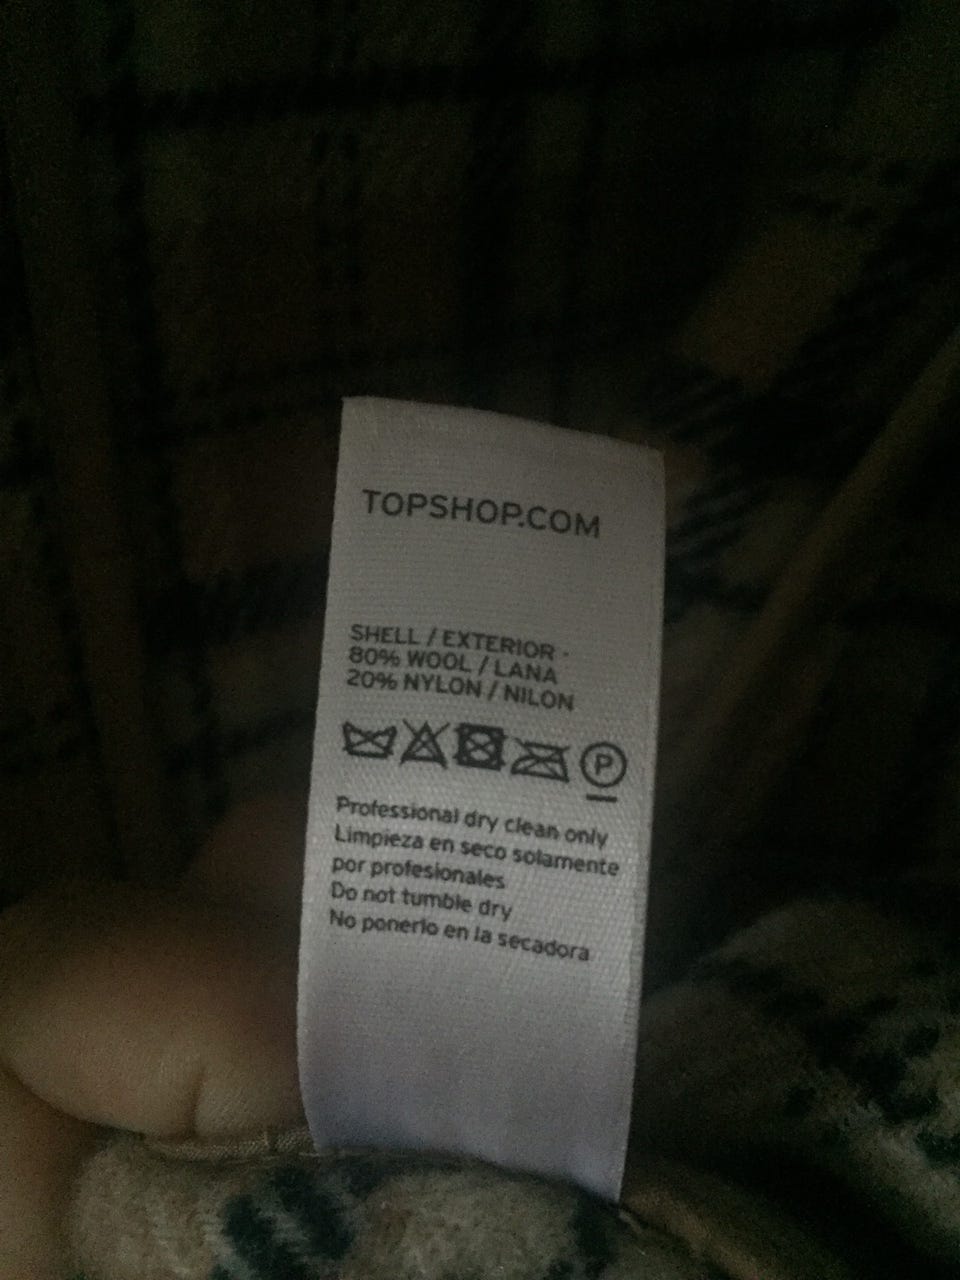 TOPSHOP.COM
SHELL / EXTERIOR -
80% WOOL / LANA
20% NYLON / NILON
P
Professional dry clean only
Limpieza en seco solamente
por profesionales
Do not tumble dry
No ponerlo en la secadora